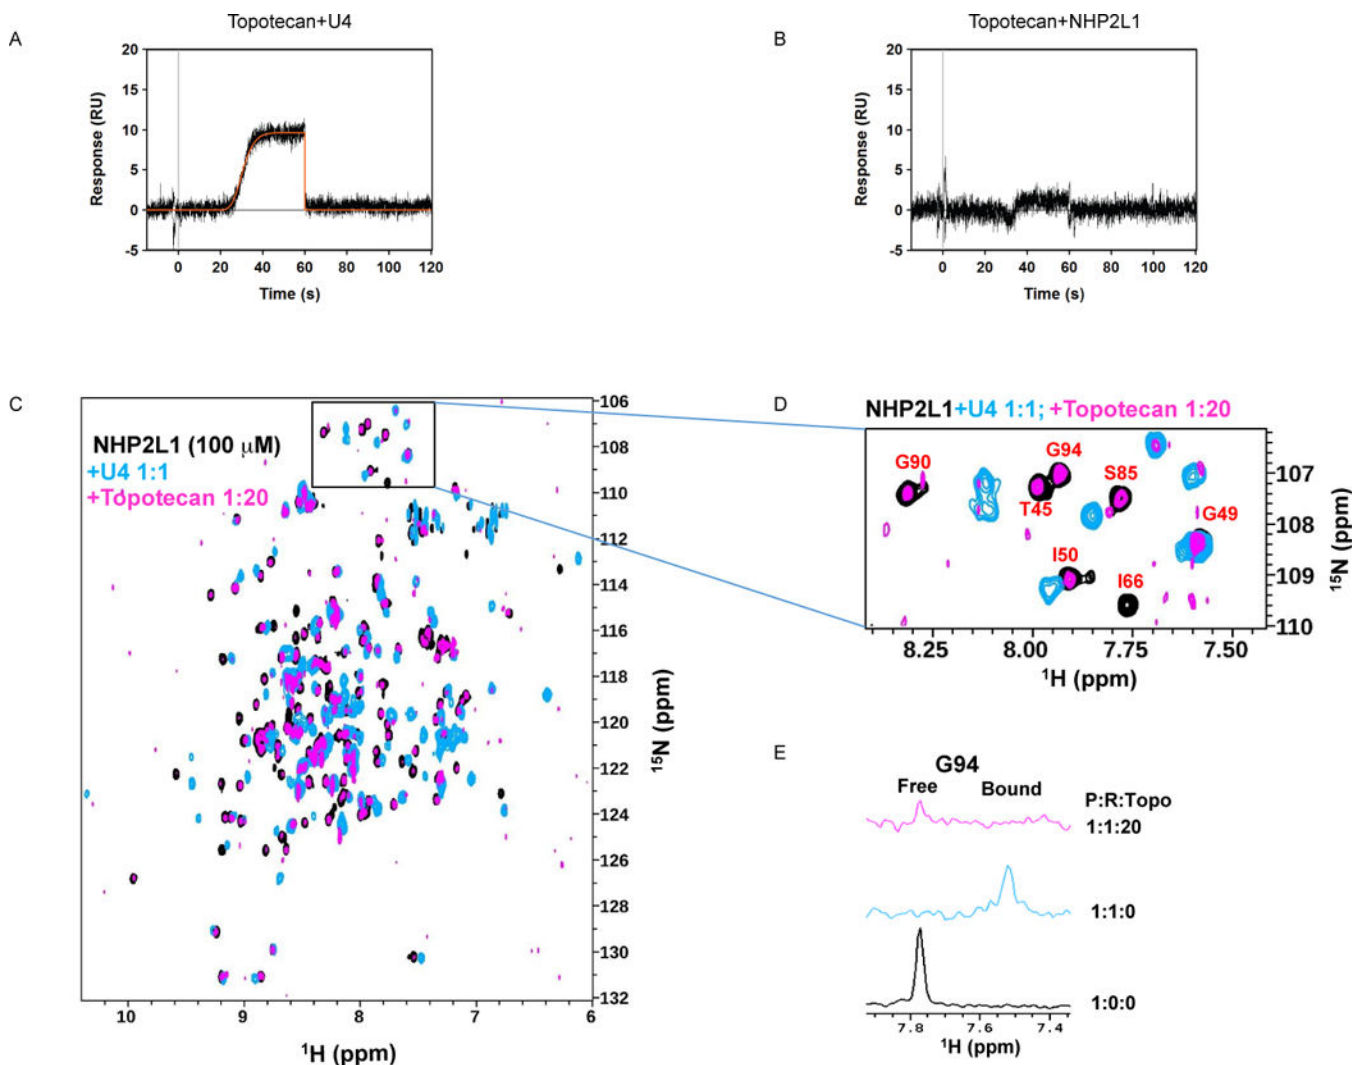 A
Topotecan+U4
Response (RU)
20
15
10
5
0
-5
0 20 40 60 80 100 120
Time (s)
B
Topotecan+NHP2L1
Response (RU)
20
15
10
5
0
-5
0 20 40 60 80 100 120
Time (s)
C
NHP2L1 (100 μM)
+U4 1:1
+Topotecan 1:20
106
108
110
112
114
116
118
120
122
124
126
128
130
132
15N (ppm)
10 9 8 7 6
1H (ppm)
D
NHP2L1+U4 1:1; +Topotecan 1:20
G90
G94
T45
S85
G49
I50
I66
107
108
109
110
15N (ppm)
8.25 8.00 7.75 7.50
1H (ppm)
E
G94
Free Bound
P:R:Topo
1:1:20
1:1:0
1:0:0
7.8 7.6 7.4
1H (ppm)